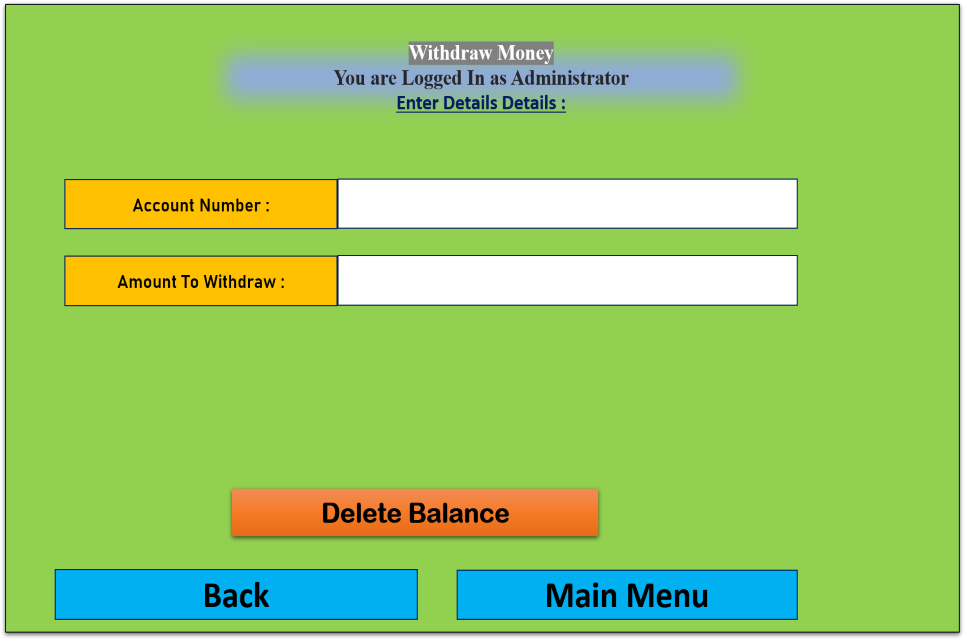 Withdraw Money
You are Logged In as Administrator
Enter Details Details :
Account Number :
Amount To Withdraw :
Delete Balance
Back
Main Menu